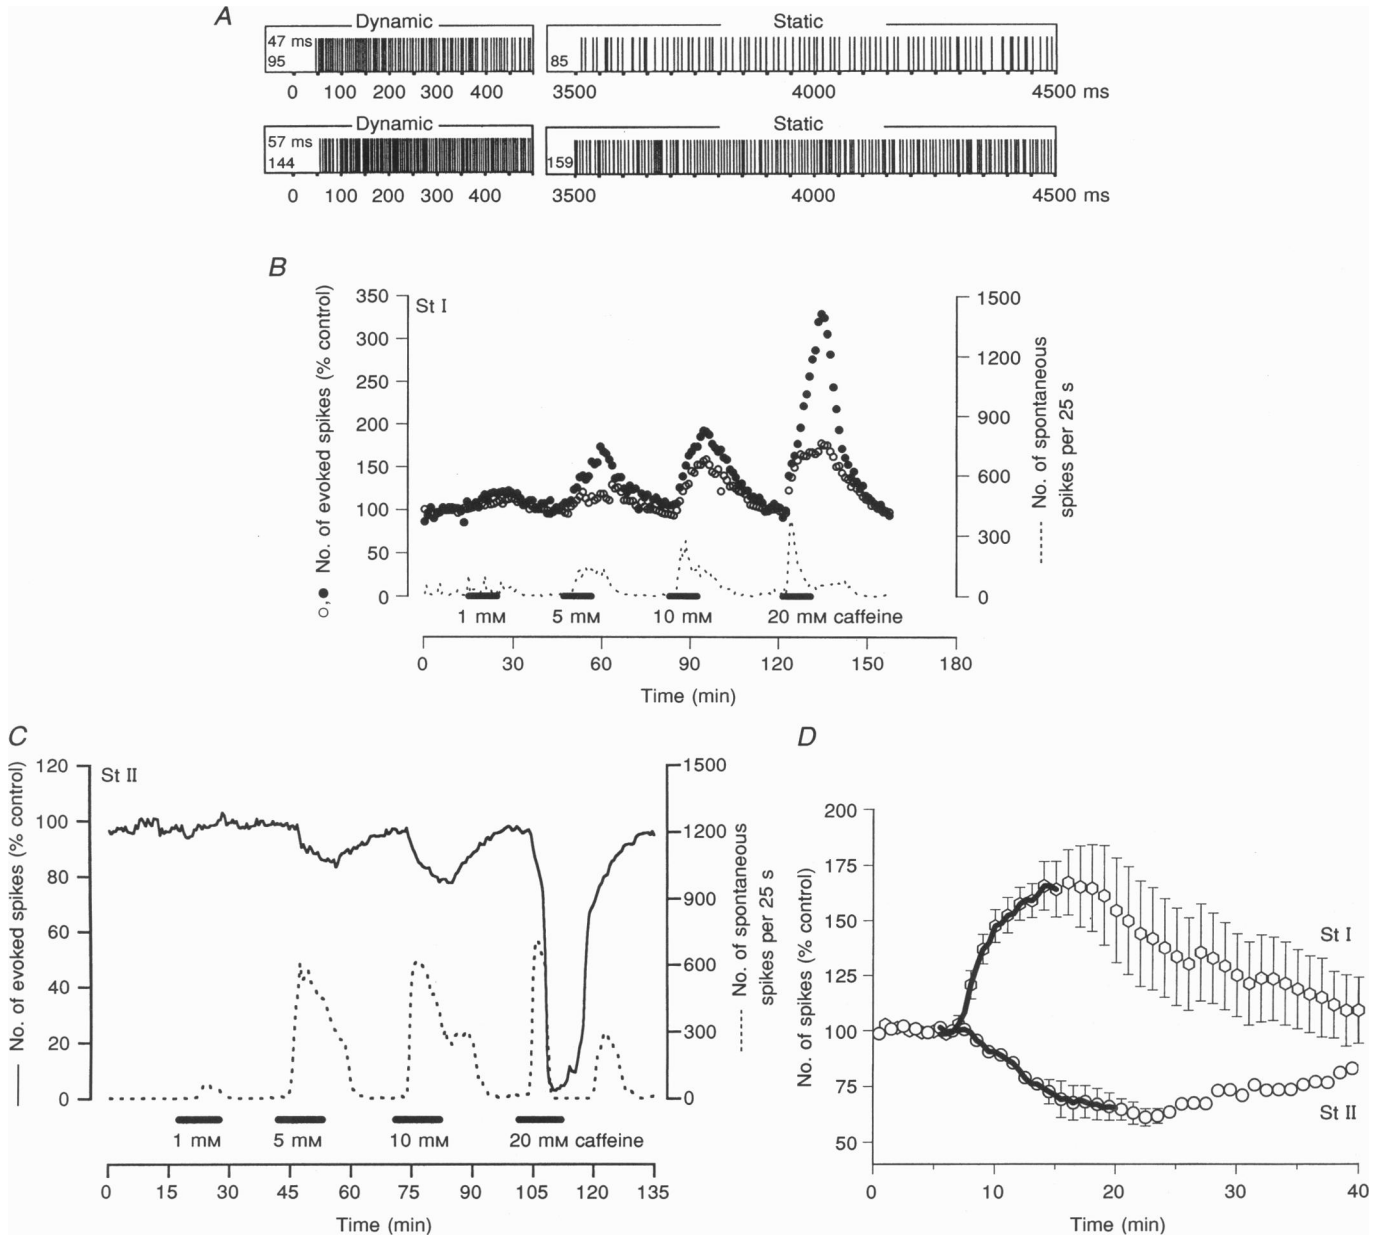 A
Dynamic
Static
47 ms
95
85
0 100 200 300 400
3500 4000 4500 ms
Dynamic
Static
57 ms
144
159
0 100 200 300 400
3500 4000 4500 ms
B
St I
○, ● No. of evoked spikes (% control)
350
300
250
200
150
100
50
0
1500
1200
900
600
300
0
No. of spontaneous
spikes per 25 s
1 mM 5 mM 10 mM 20 mM caffeine
0 30 60 90 120 150 180
Time (min)
C
St II
No. of evoked spikes (% control)
120
100
80
60
40
20
0
1500
1200
900
600
300
0
No. of spontaneous
spikes per 25 s
1 mM 5 mM 10 mM 20 mM caffeine
0 15 30 45 60 75 90 105 120 135
Time (min)
D
No. of spikes (% control)
200
175
150
125
100
75
50
St I
St II
0 10 20 30 40
Time (min)